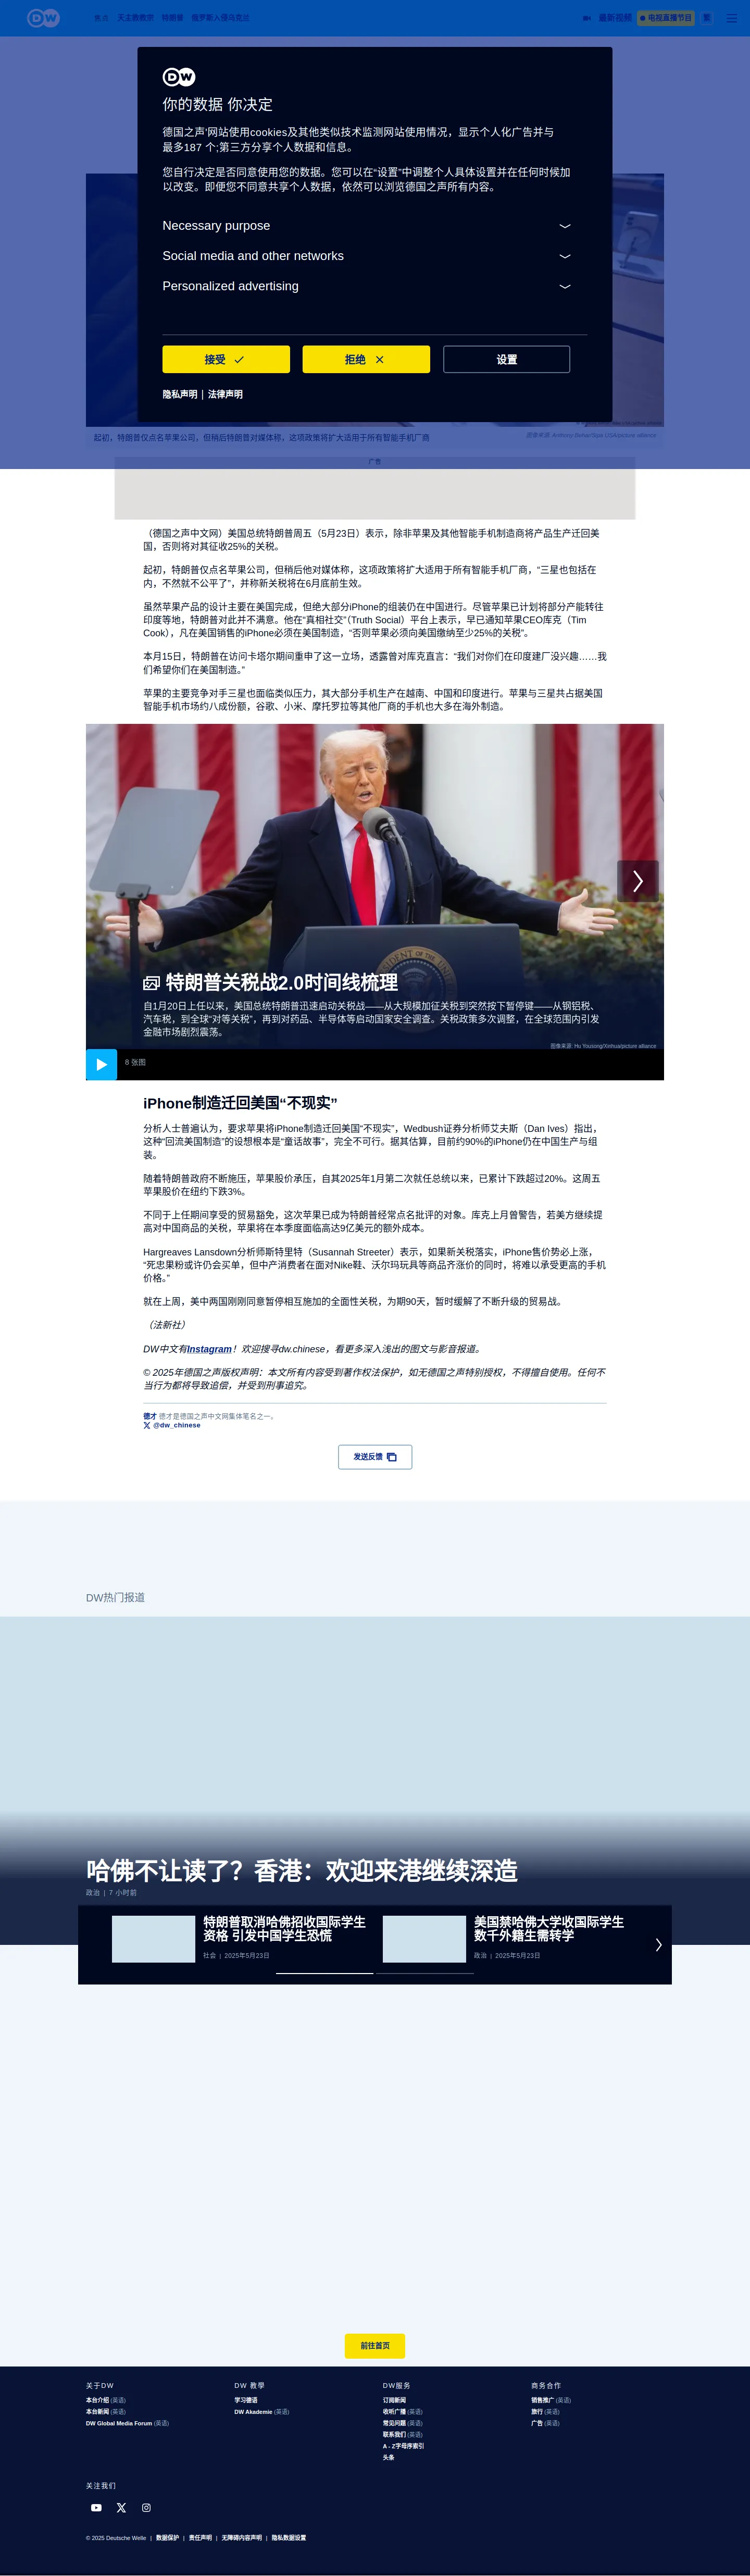 DW
焦点
天主教教宗
特朗普
俄罗斯入侵乌克兰
最新视频
电视直播节目
繁
DW
你的数据 你决定
德国之声'网站使用cookies及其他类似技术监测网站使用情况，显示个人化广告并与
最多187 个;第三方分享个人数据和信息。
您自行决定是否同意使用您的数据。您可以在“设置”中调整个人具体设置并在任何时候加
以改变。即便您不同意共享个人数据，依然可以浏览德国之声所有内容。
Necessary purpose
Social media and other networks
Personalized advertising
接受
拒绝
设置
隐私声明 | 法律声明
起初，特朗普仅点名苹果公司，但稍后特朗普对媒体称，这项政策将扩大适用于所有智能手机厂商
广告
（德国之声中文网）美国总统特朗普周五（5月23日）表示，除非苹果及其他智能手机制造商将产品生产迁回美
国，否则将对其征收25%的关税。
起初，特朗普仅点名苹果公司，但稍后他对媒体称，这项政策将扩大适用于所有智能手机厂商，“三星也包括在
内，不然就不公平了”，并称新关税将在6月底前生效。
虽然苹果产品的设计主要在美国完成，但绝大部分iPhone的组装仍在中国进行。尽管苹果已计划将部分产能转往
印度等地，特朗普对此并不满意。他在“真相社交”（Truth Social）平台上表示，早已通知苹果CEO库克（Tim
Cook），凡在美国销售的iPhone必须在美国制造，“否则苹果必须向美国缴纳至少25%的关税”。
本月15日，特朗普在访问卡塔尔期间重申了这一立场，透露曾对库克直言：“我们对你们在印度建厂没兴趣……我
们希望你们在美国制造。”
苹果的主要竞争对手三星也面临类似压力，其大部分手机生产在越南、中国和印度进行。苹果与三星共占据美国
智能手机市场约八成份额，谷歌、小米、摩托罗拉等其他厂商的手机也大多在海外制造。
特朗普关税战2.0时间线梳理
自1月20日上任以来，美国总统特朗普迅速启动关税战——从大规模加征关税到突然按下暂停键——从钢铝税、
汽车税，到全球“对等关税”，再到对药品、半导体等启动国家安全调查。关税政策多次调整，在全球范围内引发
金融市场剧烈震荡。
图像来源: Hu Yousong/Xinhua/picture alliance
8 张图
iPhone制造迁回美国“不现实”
分析人士普遍认为，要求苹果将iPhone制造迁回美国“不现实”，Wedbush证券分析师艾夫斯（Dan Ives）指出，
这种“回流美国制造”的设想根本是“童话故事”，完全不可行。据其估算，目前约90%的iPhone仍在中国生产与组
装。
随着特朗普政府不断施压，苹果股价承压，自其2025年1月第二次就任总统以来，已累计下跌超过20%。这周五
苹果股价在纽约下跌3%。
不同于上任期间享受的贸易豁免，这次苹果已成为特朗普经常点名批评的对象。库克上月曾警告，若美方继续提
高对中国商品的关税，苹果将在本季度面临高达9亿美元的额外成本。
Hargreaves Lansdown分析师斯特里特（Susannah Streeter）表示，如果新关税落实，iPhone售价势必上涨，
“死忠果粉或许仍会买单，但中产消费者在面对Nike鞋、沃尔玛玩具等商品齐涨价的同时，将难以承受更高的手机
价格。”
就在上周，美中两国刚刚同意暂停相互施加的全面性关税，为期90天，暂时缓解了不断升级的贸易战。
（法新社）
DW中文有Instagram！欢迎搜寻dw.chinese，看更多深入浅出的图文与影音报道。
© 2025年德国之声版权声明：本文所有内容受到著作权法保护，如无德国之声特别授权，不得擅自使用。任何不
当行为都将导致追偿，并受到刑事追究。
德才 德才是德国之声中文网集体笔名之一。
@dw_chinese
发送反馈
DW热门报道
哈佛不让读了？香港：欢迎来港继续深造
政治 | 7 小时前
特朗普取消哈佛招收国际学生
资格 引发中国学生恐慌
社会 | 2025年5月23日
美国禁哈佛大学收国际学生
数千外籍生需转学
政治 | 2025年5月23日
前往首页
关于DW
本台介绍 (英语)
本台新闻 (英语)
DW Global Media Forum (英语)
DW 教學
学习德语
DW Akademie (英语)
DW服务
订阅新闻
收听广播 (英语)
常见问题 (英语)
联系我们 (英语)
A - Z字母序索引
头条
商务合作
销售推广 (英语)
旅行 (英语)
广告 (英语)
关注我们
© 2025 Deutsche Welle | 数据保护 | 责任声明 | 无障碍内容声明 | 隐私数据设置